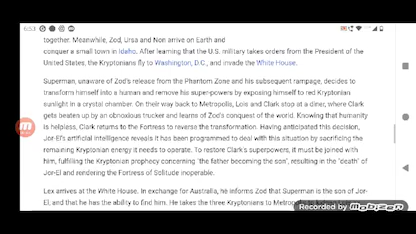 6:53
together. Meanwhile, Zod, Ursa and Non arrive on Earth and
conquer a small town in Idaho. After learning that the U.S. military takes orders from the President of
the United States, the Kryptonians fly to Washington, D.C., and invade the White House.
Superman, unaware of Zod's release from the Phantom Zone and his subsequent rampage, decides to
transform himself into a human and remove his super-powers by exposing himself to red Kryptonian
sunlight in a crystal chamber. On their way back to Metropolis, Lois and Clark stop at a diner, where Clark
gets beaten up by an obnoxious trucker and learns of Zod's conquest of the world. Knowing that humanity
is helpless, Clark returns to the Fortress to reverse the transformation. Having anticipated this decision,
Jor-El's artificial intelligence reveals it has been programmed to deal with this situation by sacrificing the
remaining Kryptonian energy it needs to operate. To restore Clark's superpowers, it must be joined with
him, fulfilling the Kryptonian prophecy concerning "the father becoming the son", resulting in the "death" of
Jor-El and rendering the Fortress of Solitude inoperable.
Lex arrives at the White House. In exchange for Australia, he informs Zod that Superman is the son of Jor-
El, and that he has the ability to find him. He takes the three Kryptonians to Metropolis to
Recorded by
Mobizen